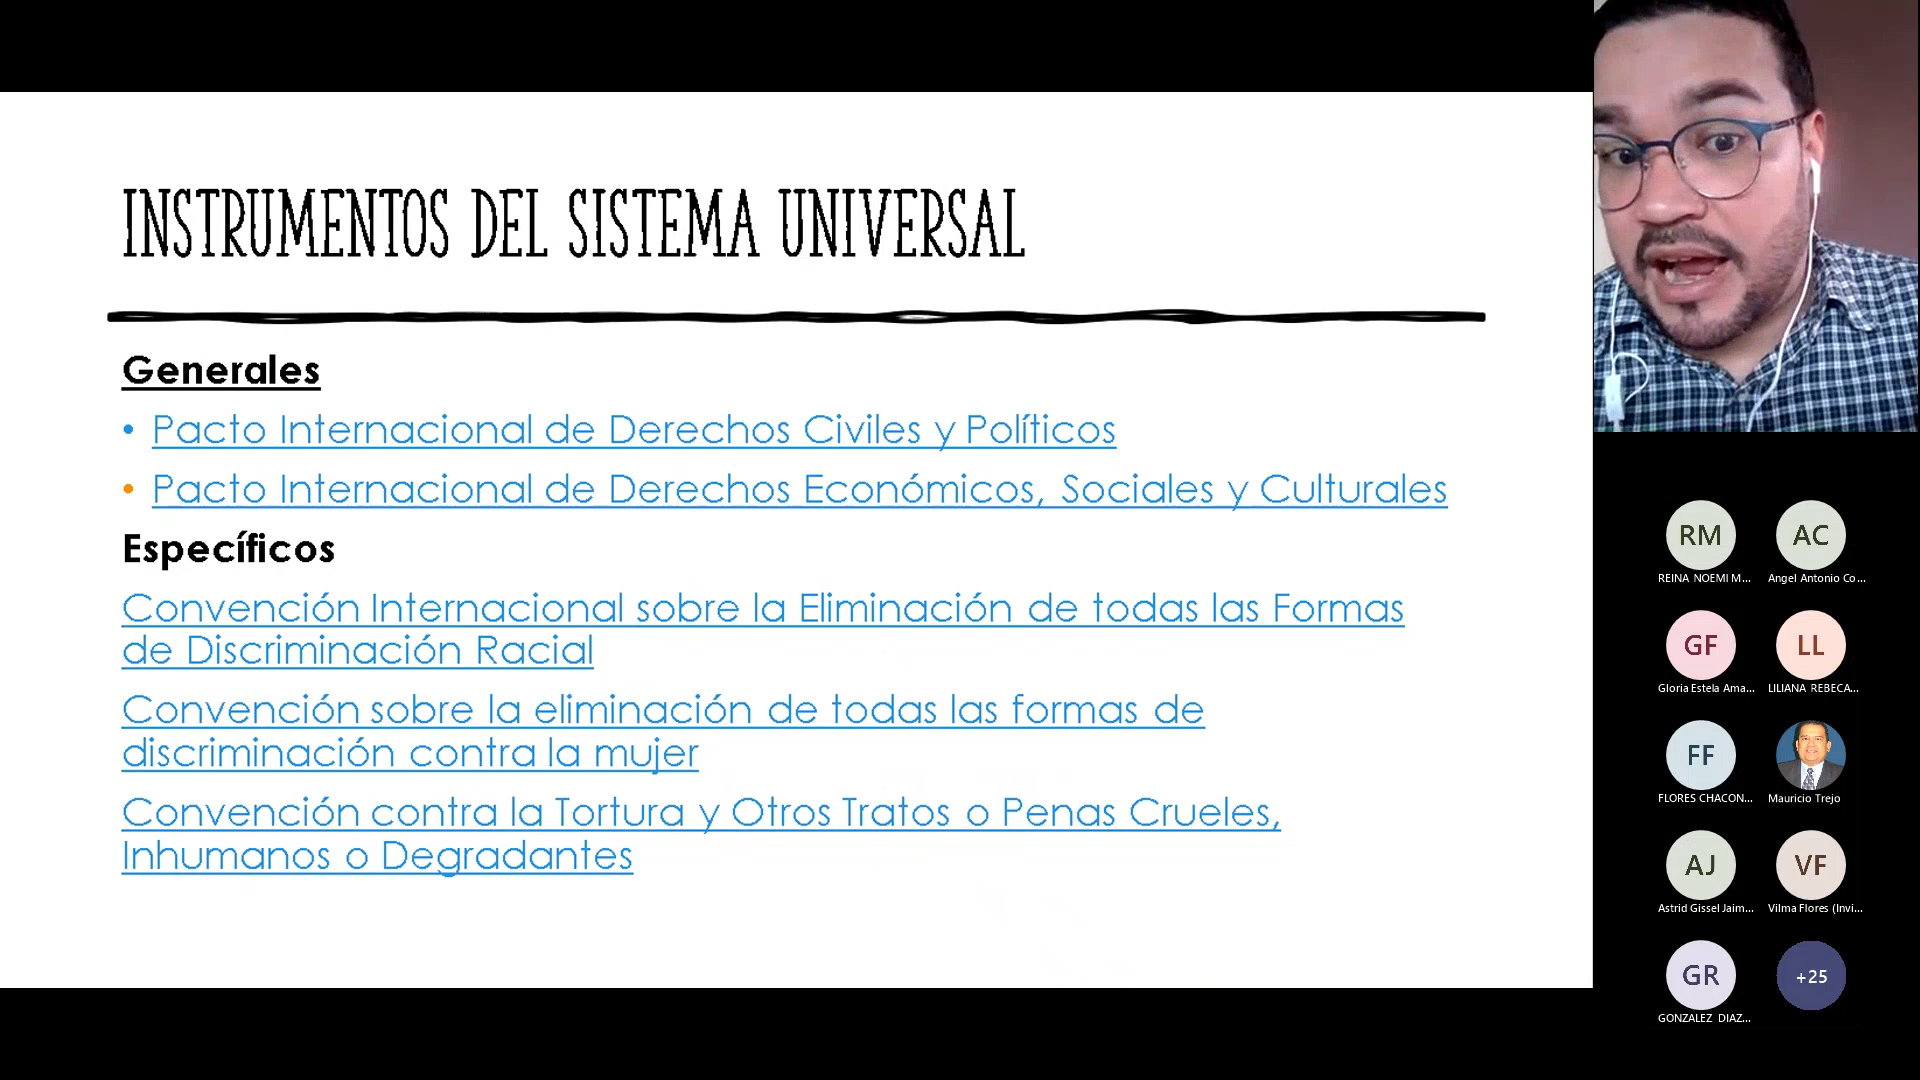 INSTRUMENTOS DEL SISTEMA UNIVERSAL
Generales
• Pacto Internacional de Derechos Civiles y Políticos
• Pacto Internacional de Derechos Económicos, Sociales y Culturales
Específicos
Convención Internacional sobre la Eliminación de todas las Formas
de Discriminación Racial
Convención sobre la eliminación de todas las formas de
discriminación contra la mujer
Convención contra la Tortura y Otros Tratos o Penas Crueles,
Inhumanos o Degradantes
RM AC
REINA NOEMI M... Angel Antonio Co...
GF LL
Gloria Estela Ama... LILIANA REBECA...
FF
FLORES CHACON... Mauricio Trejo
AJ VF
Astrid Gissel Jaim... Vilma Flores (Invi...
GR +25
GONZALEZ DIAZ...